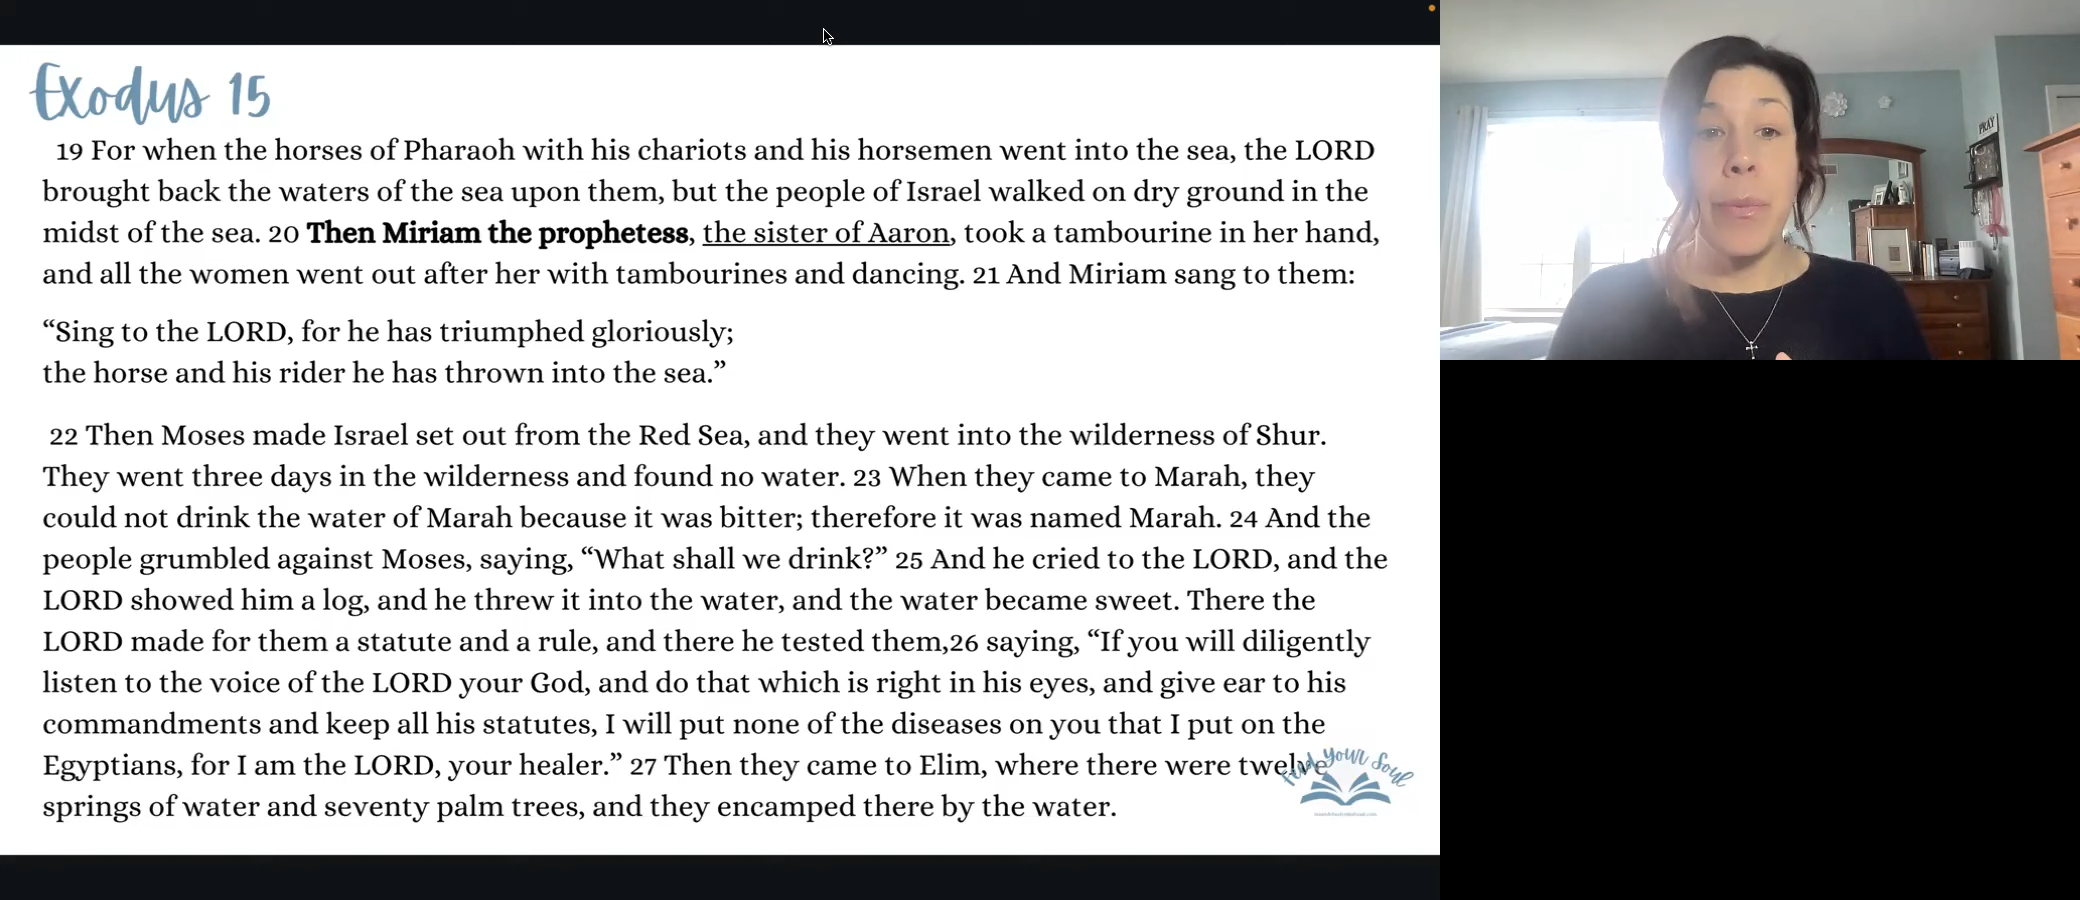 Exodus 15
19 For when the horses of Pharaoh with his chariots and his horsemen went into the sea, the LORD
brought back the waters of the sea upon them, but the people of Israel walked on dry ground in the
midst of the sea. 20 Then Miriam the prophetess, the sister of Aaron, took a tambourine in her hand,
and all the women went out after her with tambourines and dancing. 21 And Miriam sang to them:
“Sing to the LORD, for he has triumphed gloriously;
the horse and his rider he has thrown into the sea.”
22 Then Moses made Israel set out from the Red Sea, and they went into the wilderness of Shur.
They went three days in the wilderness and found no water. 23 When they came to Marah, they
could not drink the water of Marah because it was bitter; therefore it was named Marah. 24 And the
people grumbled against Moses, saying, “What shall we drink?” 25 And he cried to the LORD, and the
LORD showed him a log, and he threw it into the water, and the water became sweet. There the
LORD made for them a statute and a rule, and there he tested them,26 saying, “If you will diligently
listen to the voice of the LORD your God, and do that which is right in his eyes, and give ear to his
commandments and keep all his statutes, I will put none of the diseases on you that I put on the
Egyptians, for I am the LORD, your healer.” 27 Then they came to Elim, where there were twelve
springs of water and seventy palm trees, and they encamped there by the water.
Feed Your Soul
PRAY